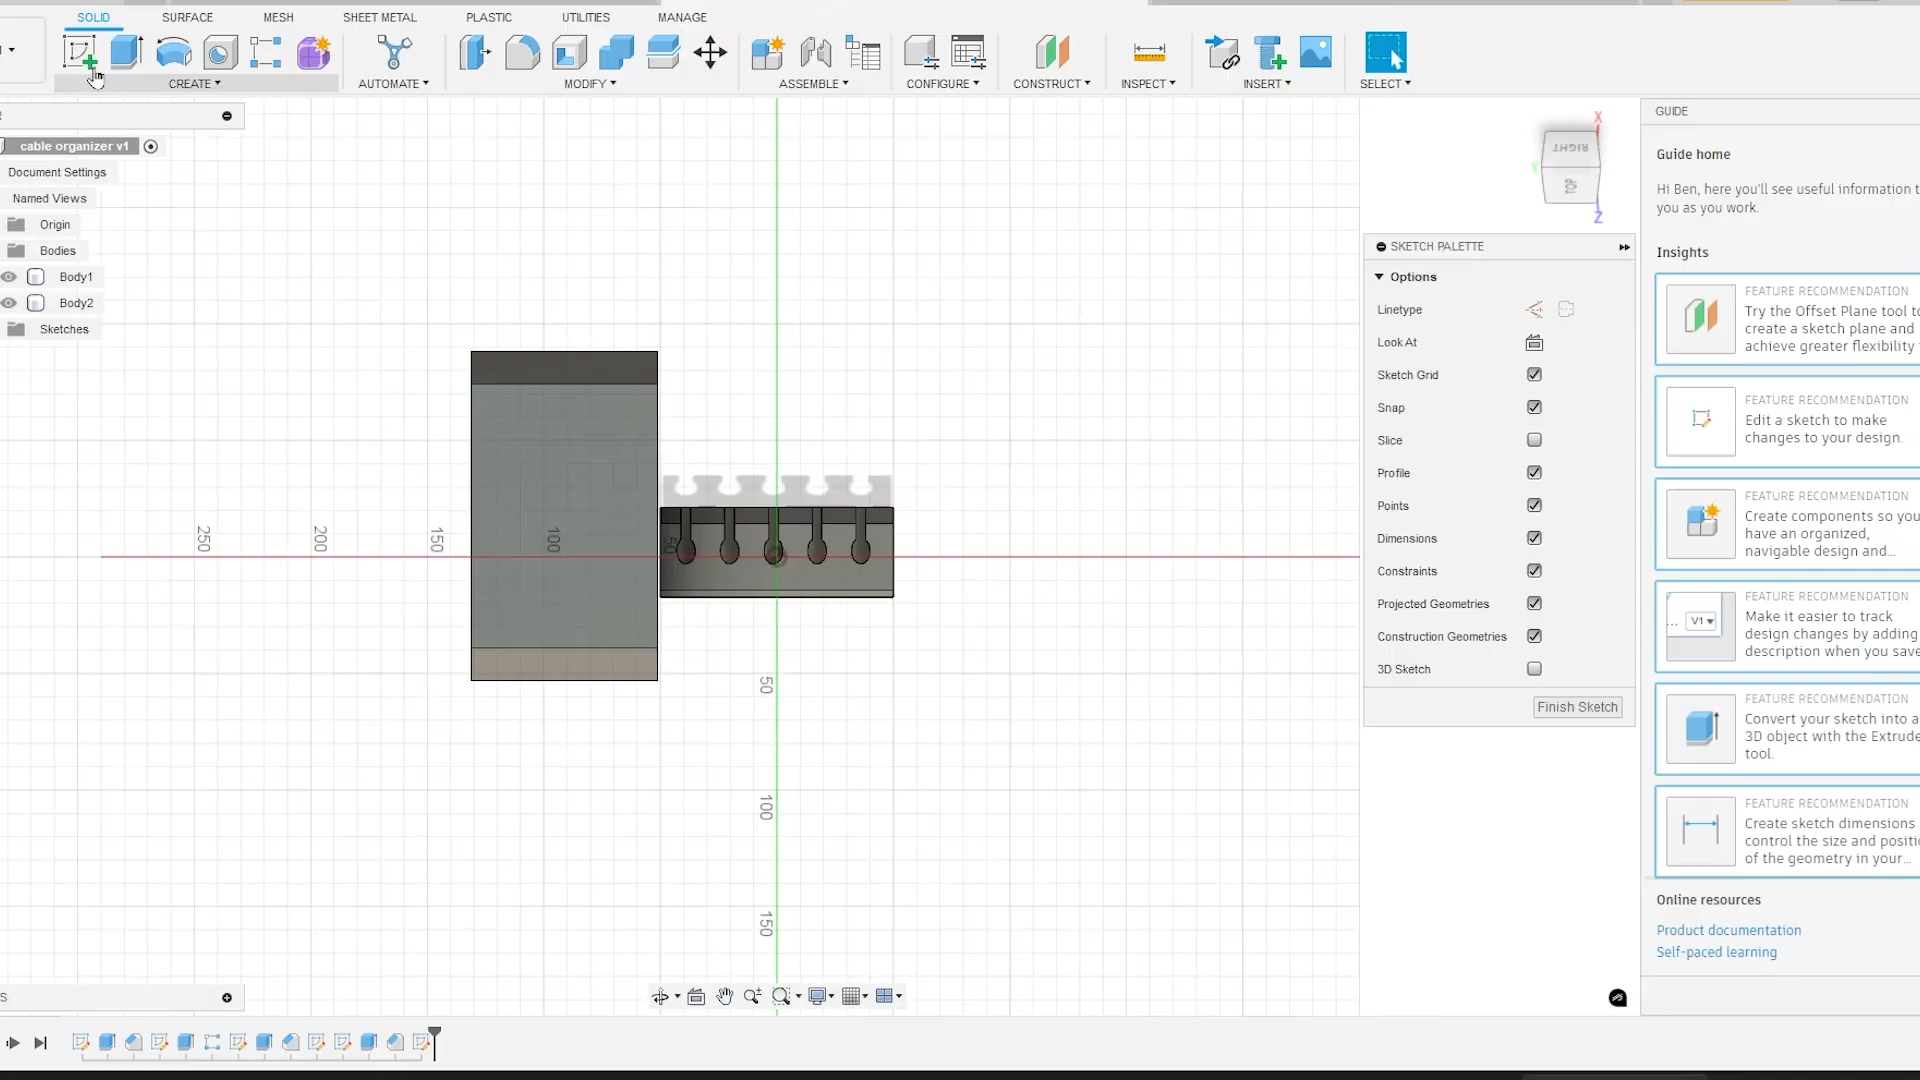 SOLID SURFACE MESH SHEET METAL PLASTIC UTILITIES MANAGE
CREATE AUTOMATE MODIFY ASSEMBLE CONFIGURE CONSTRUCT INSPECT INSERT SELECT
cable organizer v1
Document Settings
Named Views
Origin
Bodies
Body1
Body2
Sketches
250
200
150
100
50
50
100
150
X
RIGHT
TOP
Y
Z
SKETCH PALETTE
Options
Linetype
Look At
Sketch Grid
Snap
Slice
Profile
Points
Dimensions
Constraints
Projected Geometries
Construction Geometries
3D Sketch
Finish Sketch
GUIDE
Guide home
Hi Ben, here you'll see useful information t
you as you work.
Insights
FEATURE RECOMMENDATION
Try the Offset Plane tool to
create a sketch plane and
achieve greater flexibility
FEATURE RECOMMENDATION
Edit a sketch to make
changes to your design.
FEATURE RECOMMENDATION
Create components so you
have an organized,
navigable design and...
V1
FEATURE RECOMMENDATION
Make it easier to track
design changes by adding
description when you save
FEATURE RECOMMENDATION
Convert your sketch into a
3D object with the Extrude
tool.
FEATURE RECOMMENDATION
Create sketch dimensions
control the size and positi
of the geometry in your...
Online resources
Product documentation
Self-paced learning
S